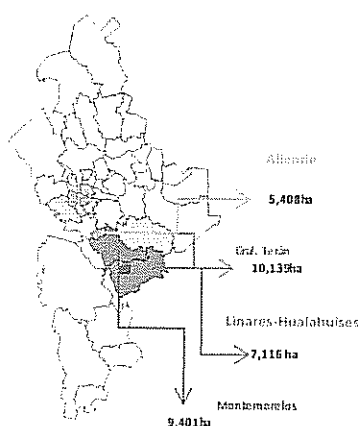 Allende
5,408ha
Gral. Terán
10,139ha
Linares-Hualahuises
7,116 ha
Montemorelos
9,401ha